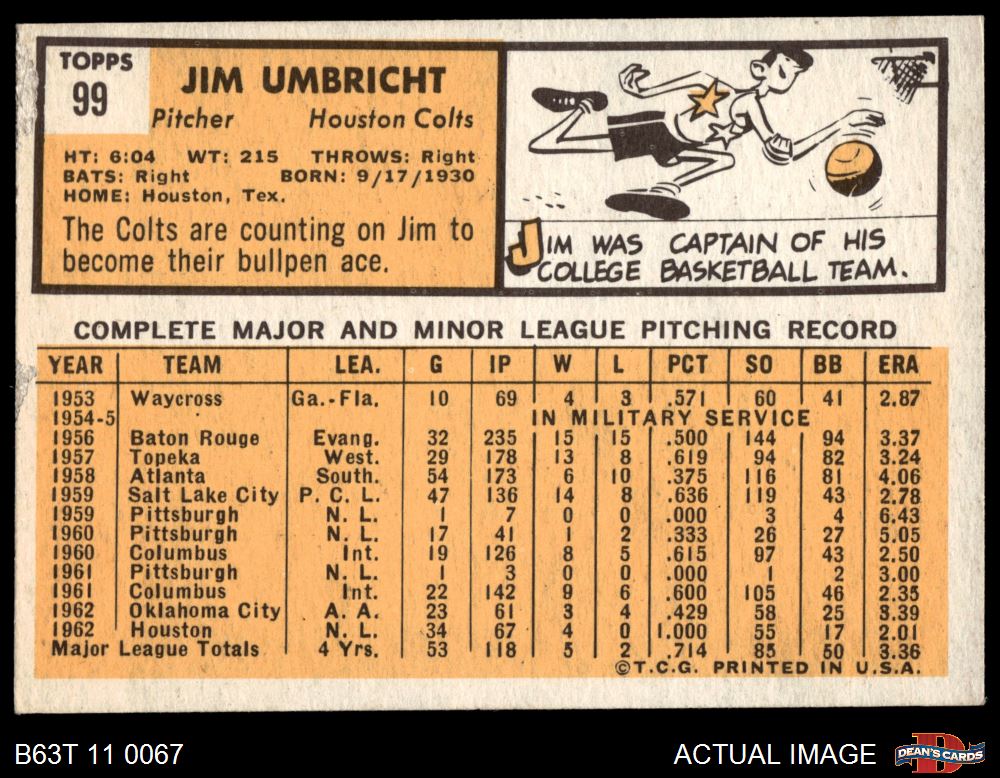 TOPPS
99
JIM UMBRICHT
Pitcher Houston Colts
HT: 6:04 WT: 215 THROWS: Right
BATS: Right BORN: 9/17/1930
HOME: Houston, Tex.
The Colts are counting on Jim to
become their bullpen ace.
JIM WAS CAPTAIN OF HIS
COLLEGE BASKETBALL TEAM.
COMPLETE MAJOR AND MINOR LEAGUE PITCHING RECORD
YEAR TEAM LEA. G IP W L PCT SO BB ERA
1953 Waycross Ga.-Fla. 10 69 4 3 .571 60 41 2.87
1954-5 IN MILITARY SERVICE
1956 Baton Rouge Evang. 32 235 15 15 .500 144 94 3.37
1957 Topeka West. 29 178 13 8 .619 94 82 3.24
1958 Atlanta South. 54 173 6 10 .375 116 81 4.06
1959 Salt Lake City P. C. L. 47 136 14 8 .636 119 43 2.78
1959 Pittsburgh N. L. 1 7 0 0 .000 3 4 6.43
1960 Pittsburgh N. L. 17 41 1 2 .333 26 27 5.05
1960 Columbus Int. 19 126 8 5 .615 97 43 2.50
1961 Pittsburgh N. L. 1 3 0 0 .000 1 2 3.00
1961 Columbus Int. 22 142 9 6 .600 105 46 2.35
1962 Oklahoma City A. A. 23 61 3 4 .429 58 25 3.39
1962 Houston N. L. 34 67 4 0 1.000 55 17 2.01
Major League Totals 4 Yrs. 53 118 5 2 .714 85 50 3.36
©T.C.G. PRINTED IN U.S.A.
B63T 11 0067 ACTUAL IMAGE DEAN'S CARDS